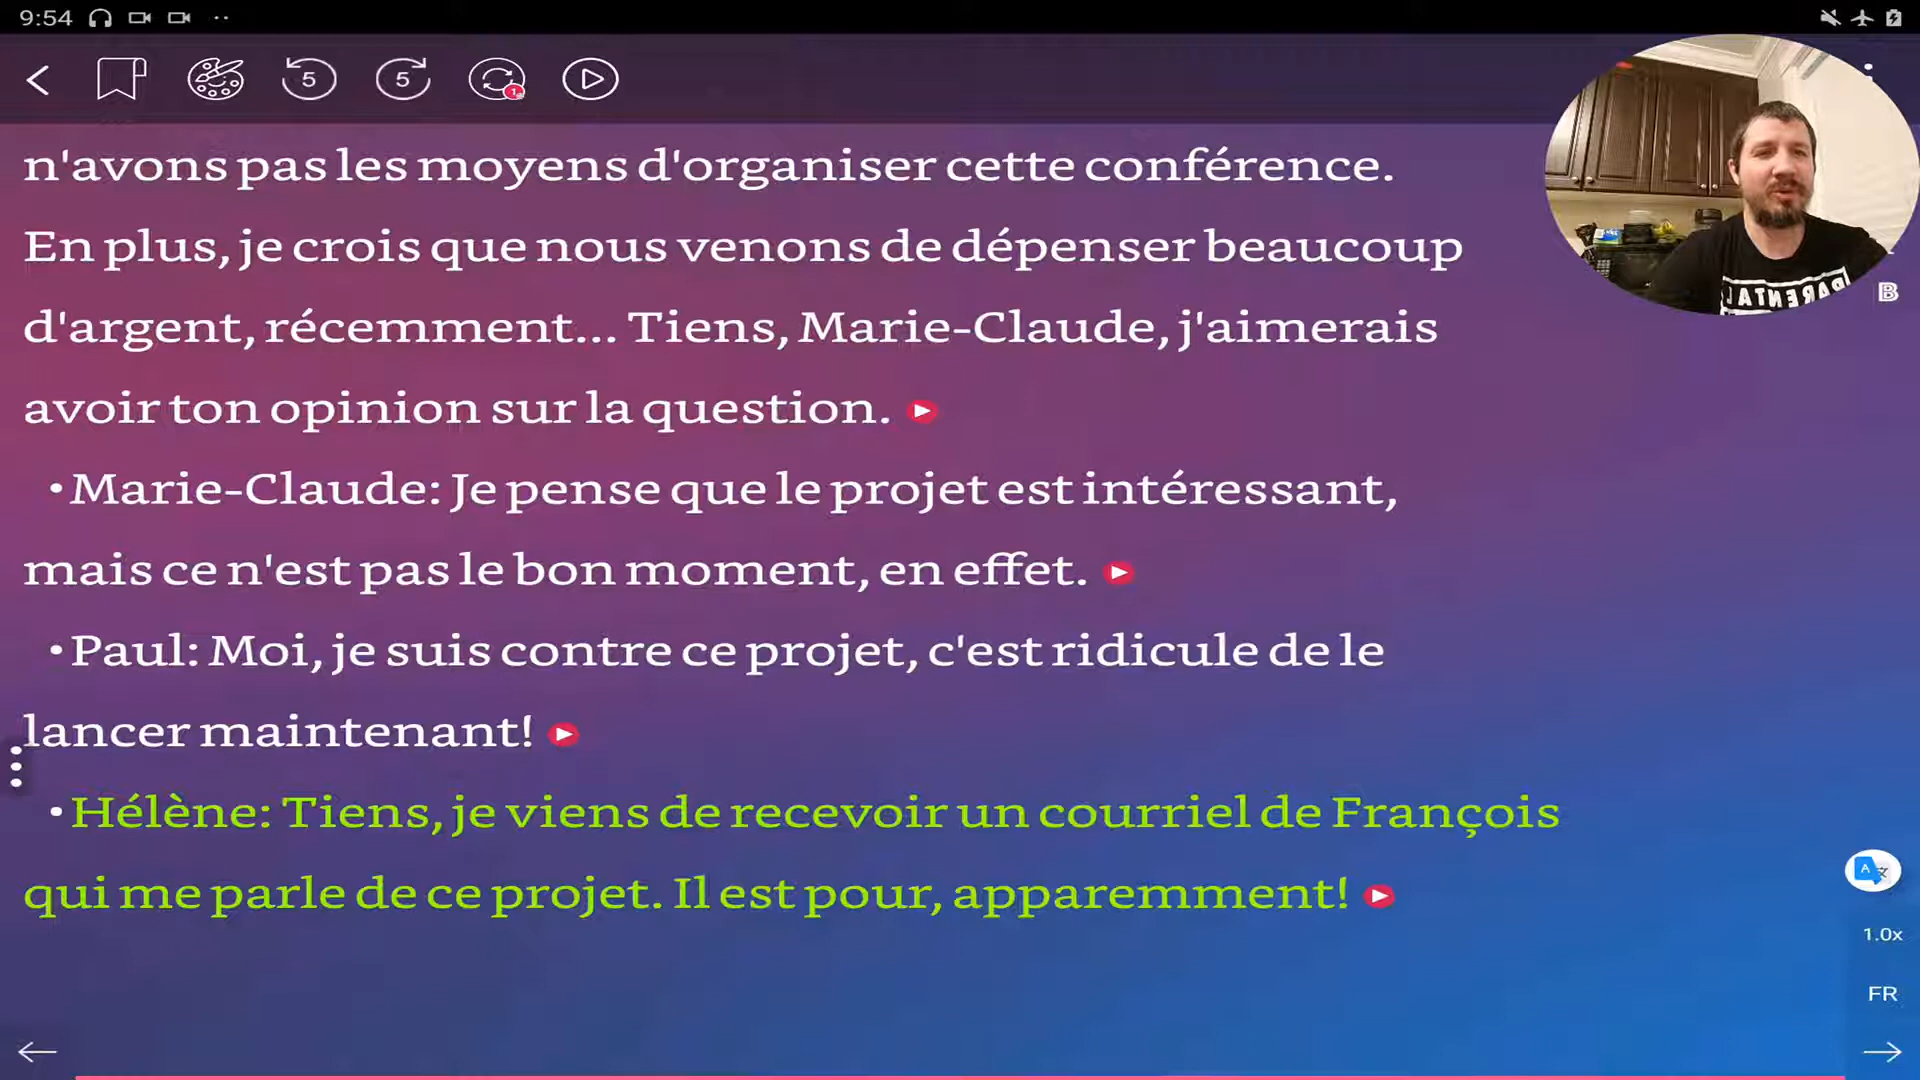 9:54
5
5
n'avons pas les moyens d'organiser cette conférence.
En plus, je crois que nous venons de dépenser beaucoup
d'argent, récemment... Tiens, Marie-Claude, j'aimerais
avoir ton opinion sur la question.
•Marie-Claude: Je pense que le projet est intéressant,
mais ce n'est pas le bon moment, en effet.
•Paul: Moi, je suis contre ce projet, c'est ridicule de le
lancer maintenant!
•Hélène: Tiens, je viens de recevoir un courriel de François
qui me parle de ce projet. Il est pour, apparemment!
PARENTAL
B
A
1.0x
FR